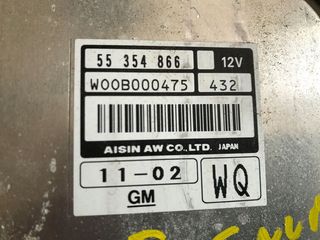 55 354 866 12V
W00B000475 432
AISIN AW CO., LTD. JAPAN
11-02 WQ
GM